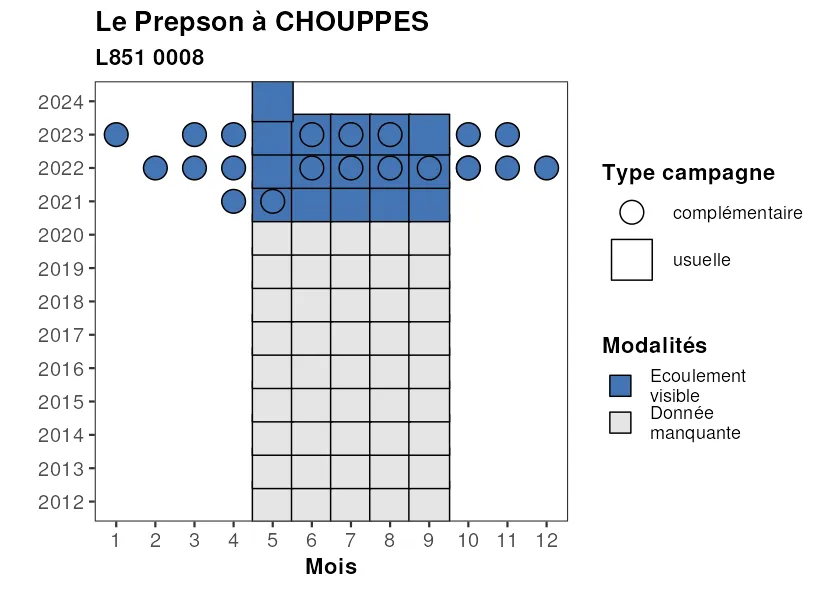 Le Prepson à CHOUPPES
L851 0008
2024
2023
2022
2021
2020
2019
2018
2017
2016
2015
2014
2013
2012
1 2 3 4 5 6 7 8 9 10 11 12
Mois
Type campagne
complémentaire
usuelle
Modalités
Ecoulement
visible
Donnée
manquante